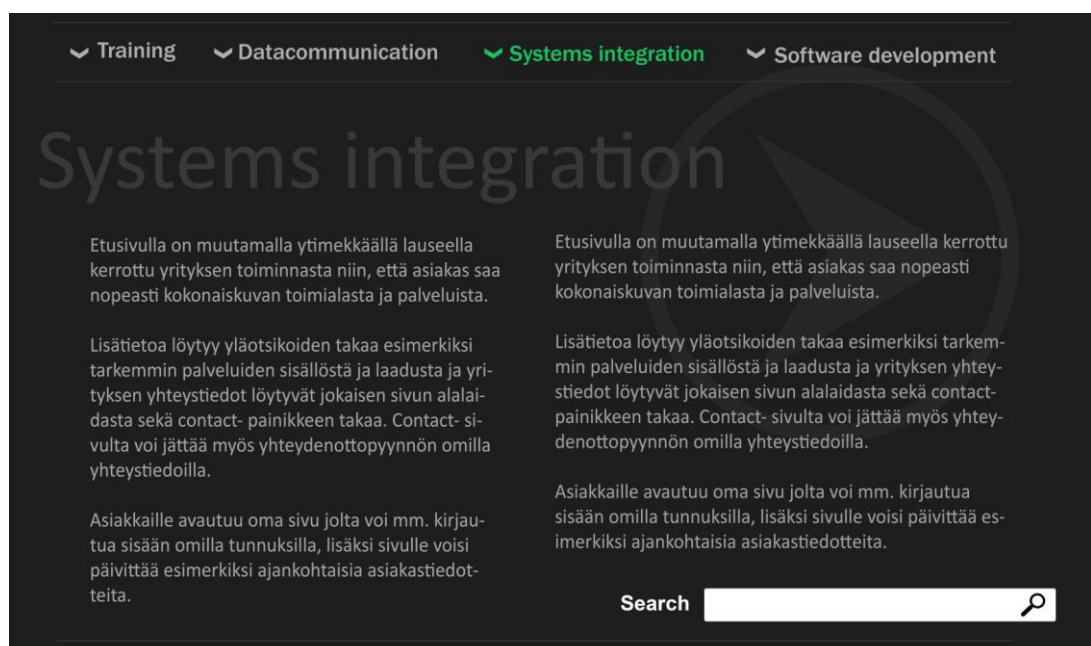 Training Datacommunication Systems integration Software development
Systems integration
Etusivulla on muutamalla ytimekkäällä lauseella
kerrottu yrityksen toiminnasta niin, että asiakas saa
nopeasti kokonaiskuvan toimialasta ja palveluista.
Lisätietoa löytyy yläotsikoiden takaa esimerkiksi
tarkemmin palveluiden sisällöstä ja laadusta ja yri-
tyksen yhteystiedot löytyvät jokaisen sivun alalai-
dasta sekä contact- painikkeen takaa. Contact- si-
vulta voi jättää myös yhteydenottopyynnön omilla
yhteystiedoilla.
Asiakkaille avautuu oma sivu jolta voi mm. kirjau-
tua sisään omilla tunnuksilla, lisäksi sivulle voisi
päivittää esimerkiksi ajankohtaisia asiakastiedot-
teita.
Etusivulla on muutamalla ytimekkäällä lauseella kerrottu
yrityksen toiminnasta niin, että asiakas saa nopeasti
kokonaiskuvan toimialasta ja palveluista.
Lisätietoa löytyy yläotsikoiden takaa esimerkiksi tarkem-
min palveluiden sisällöstä ja laadusta ja yrityksen yhtey-
stiedot löytyvät jokaisen sivun alalaidasta sekä contact-
painikkeen takaa. Contact- sivulta voi jättää myös yhtey-
denottopyynnön omilla yhteystiedoilla.
Asiakkaille avautuu oma sivu jolta voi mm. kirjautua
sisään omilla tunnuksilla, lisäksi sivulle voisi päivittää es-
imerkiksi ajankohtaisia asiakastiedotteita.
Search